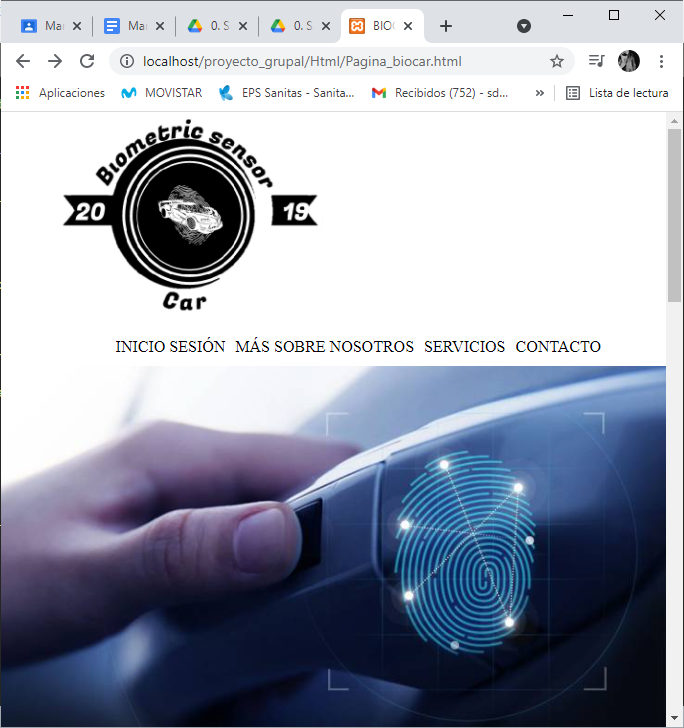 Ma
Ma
0. S
0. S
BIOC
localhost/proyecto_grupal/Html/Pagina_biocar.html
Aplicaciones MOVISTAR EPS Sanitas - Sanita... Recibidos (752) - sd... » Lista de lectura
Biometric sensor
20 19
Car
INICIO SESIÓN MÁS SOBRE NOSOTROS SERVICIOS CONTACTO